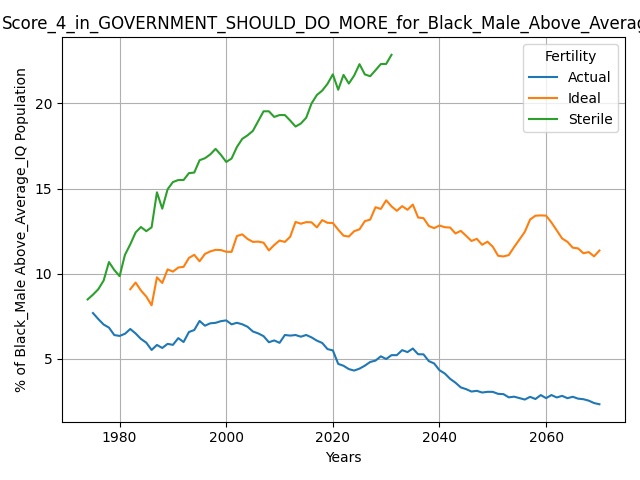 Score_4_in_GOVERNMENT_SHOULD_DO_MORE_for_Black_Male_Above_Averag
Fertility
Actual
Ideal
Sterile
% of Black_Male Above_Average_IQ Population
20
15
10
5
1980 2000 2020 2040 2060
Years